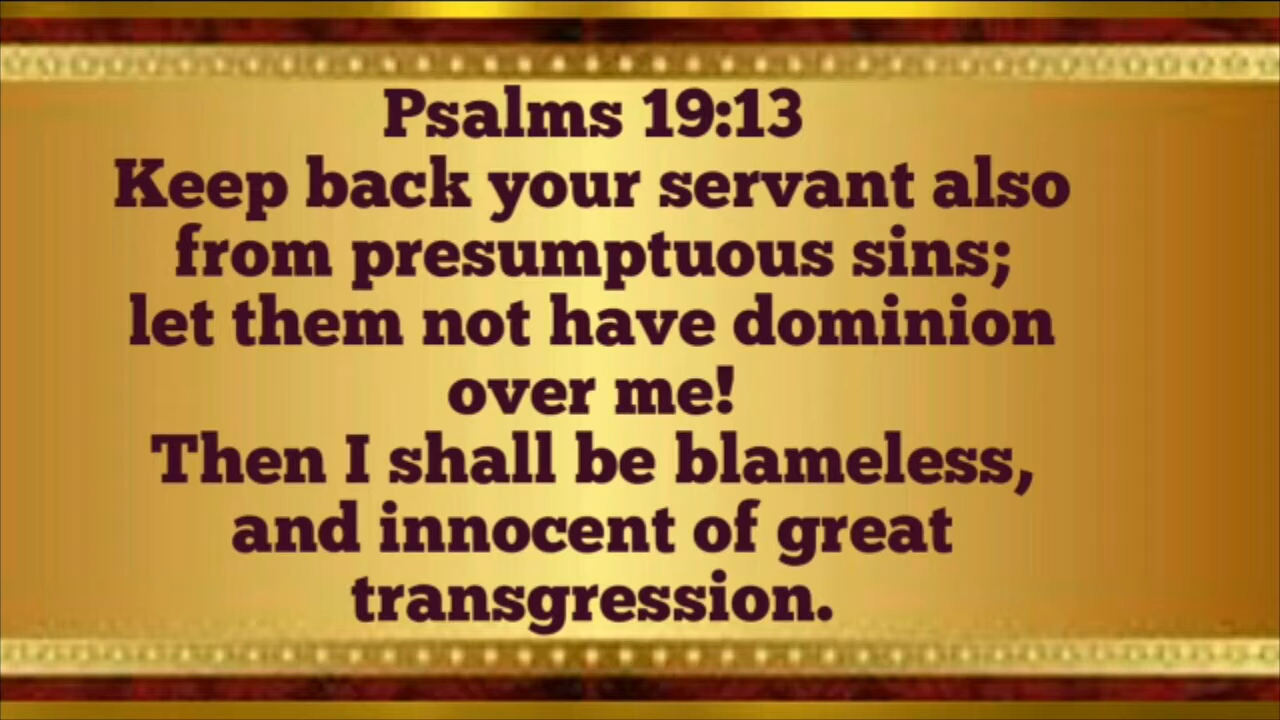 Psalms 19:13
Keep back your servant also
from presumptuous sins;
let them not have dominion
over me!
Then I shall be blameless,
and innocent of great
transgression.